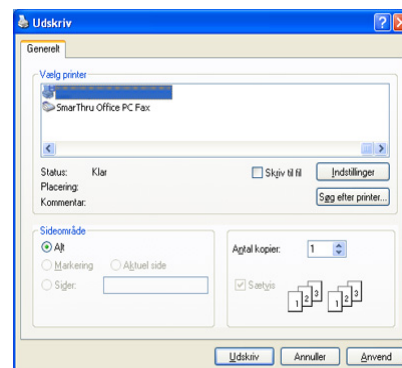 Udskriv
Generelt
Vælg printer
SmarThru Office PC Fax
Status: Klar
Skriv til fil
Indstillinger
Placering:
Kommentar:
Søg efter printer...
Sideområde
Alt
Markering
Aktuel side
Sider:
Antal kopier: 1
Sætvis
1 2 3 1 2 3
Udskriv
Annuller
Anvend